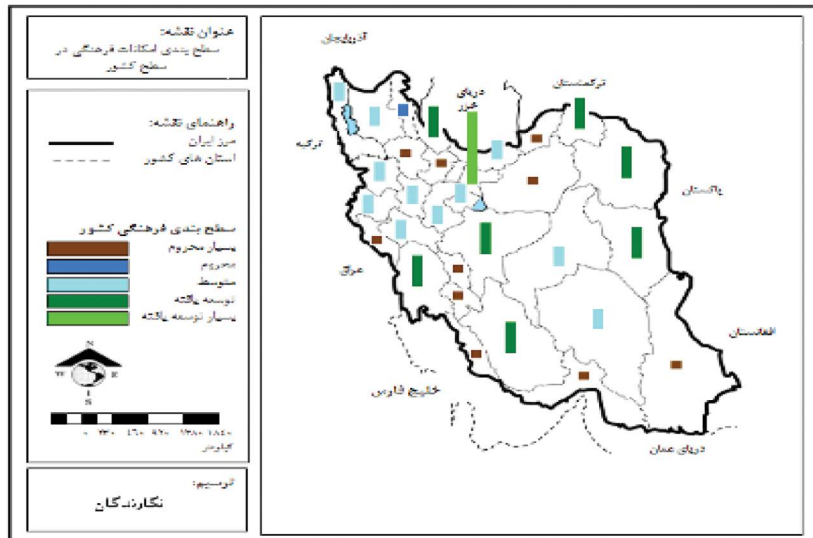 عنوان نقشه:
سطح بندی امکانات فرهنگی در
سطح کشور
راهنمای نقشه:
مرز ایران
استان های کشور
سطح بندی فرهنگی کشور
بسیار محروم
محروم
متوسط
توسعه یافته
بسیار توسعه یافته
N
W
E
S
کیلومتر
ترسیم:
نگارندگان
آذربایجان
ترکیه
دریای
خزر
ترکمنستان
پاکستان
عراق
افغانستان
خلیج فارس
دریای عمان